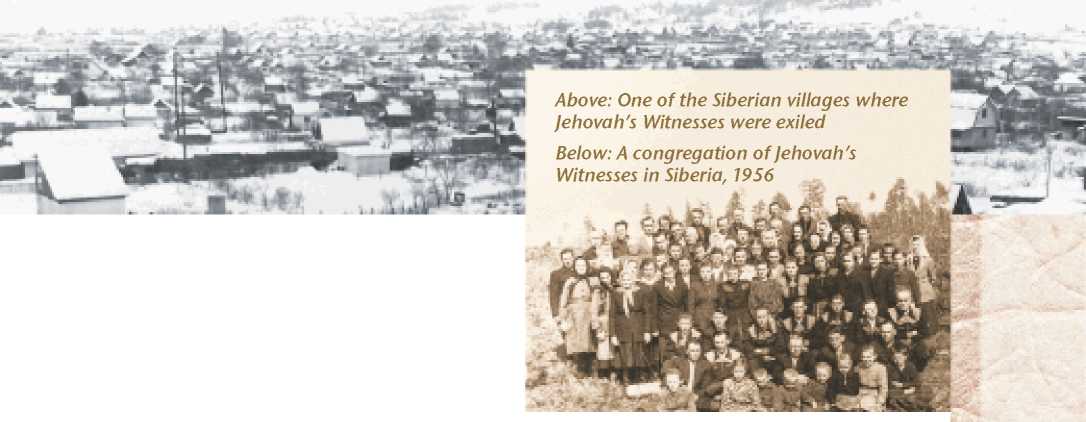 Above: One of the Siberian villages where
Jehovah's Witnesses were exiled
Below: A congregation of Jehovah's
Witnesses in Siberia, 1956